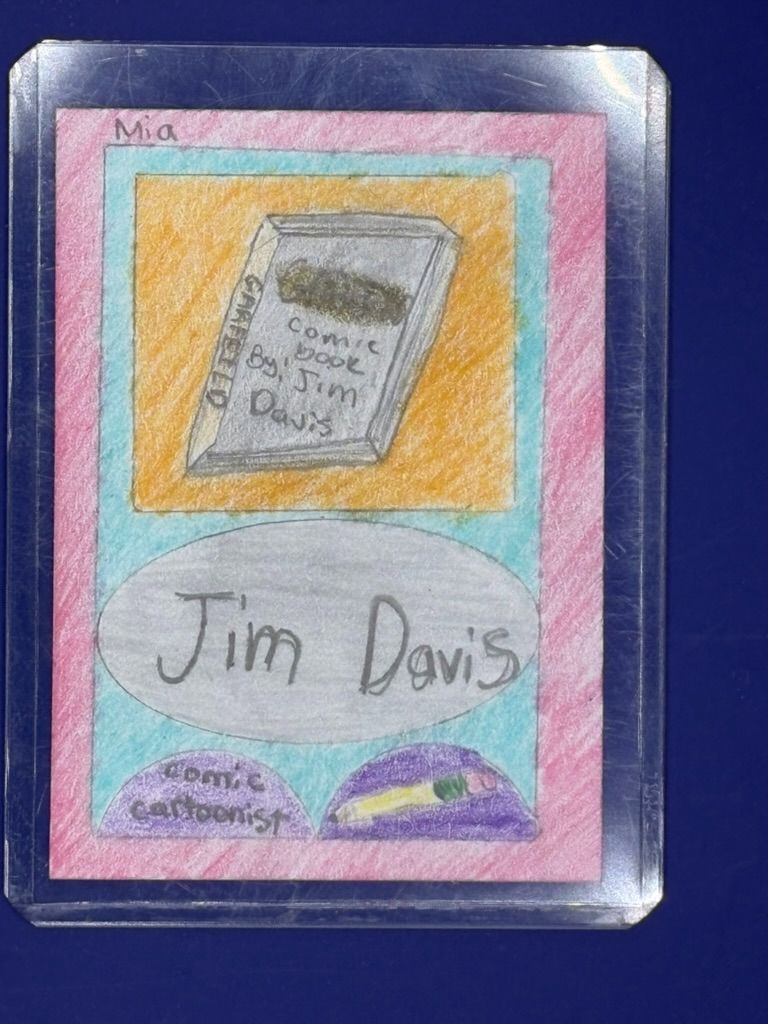 Mia
GARFIELD
comic
book
By: Jim
Davis
Jim Davis
comic
cartoonist